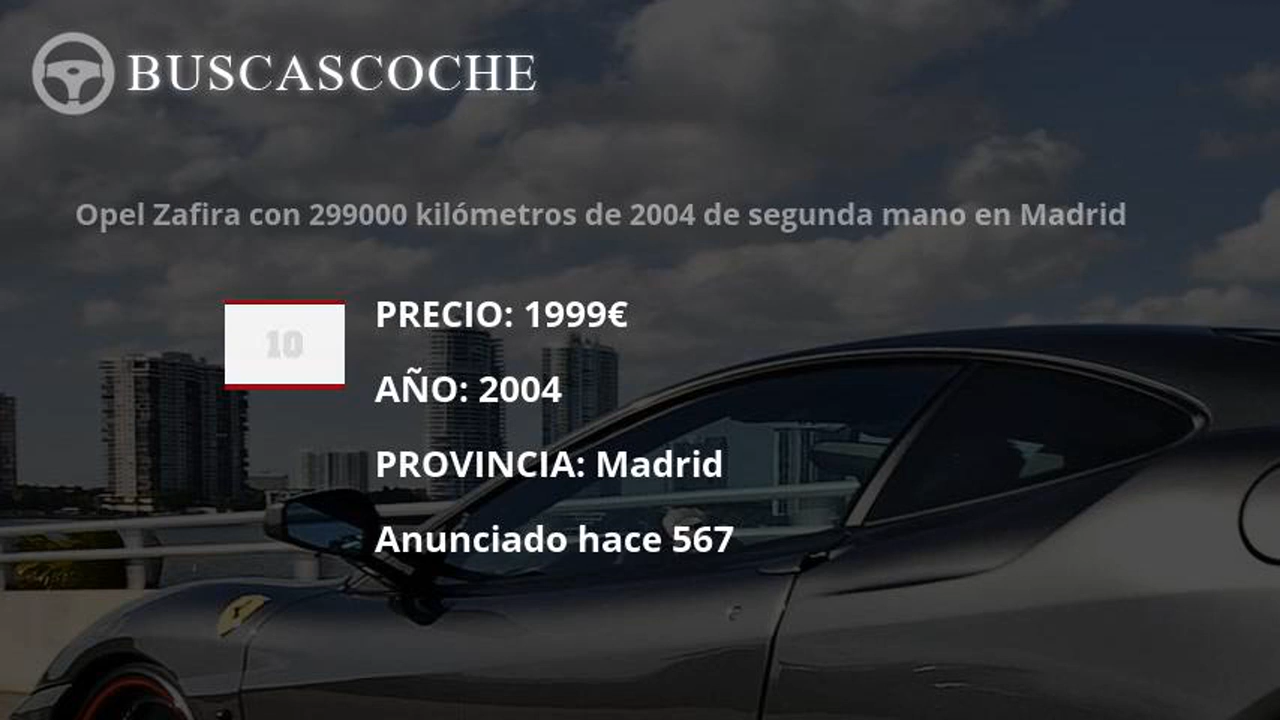 BUSCASCOCHE
Opel Zafira con 299000 kilómetros de 2004 de segunda mano en Madrid
10
PRECIO: 1999€
AÑO: 2004
PROVINCIA: Madrid
Anunciado hace 567